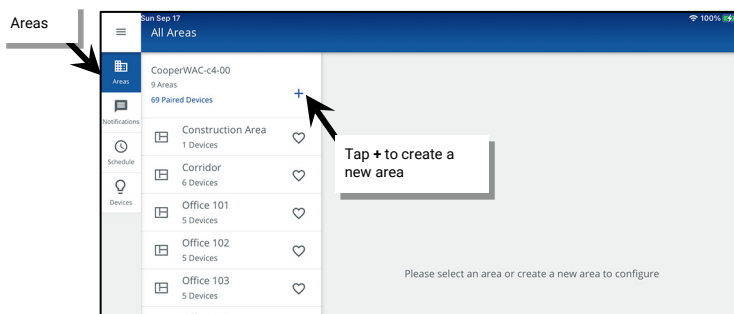 Areas
Sun Sep 17
100%
All Areas
Areas
Notifications
Schedule
Devices
CooperWAC-c4-00
9 Areas
69 Paired Devices
+
Construction Area
1 Devices
Corridor
6 Devices
Office 101
5 Devices
Office 102
5 Devices
Office 103
5 Devices
Tap + to create a
new area
Please select an area or create a new area to configure